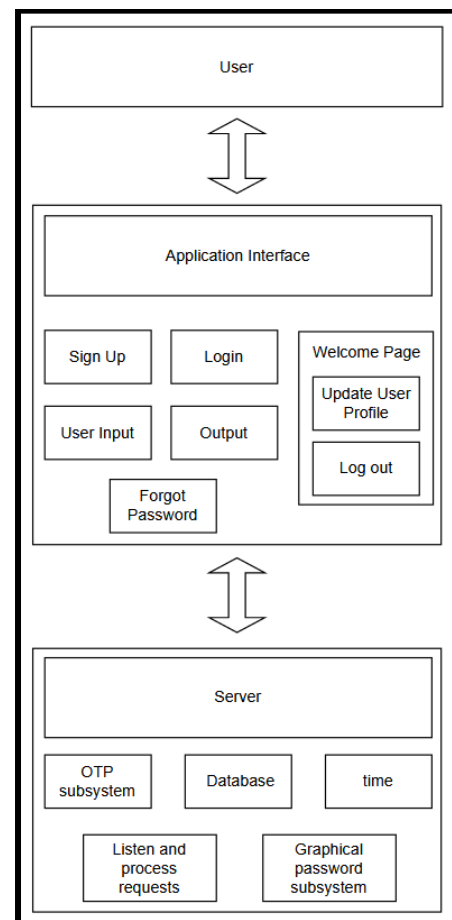 User
Application Interface
Sign Up
Login
Welcome Page
Update User
Profile
User Input
Output
Log out
Forgot
Password
Server
OTP
subsystem
Database
time
Listen and
process
requests
Graphical
password
subsystem